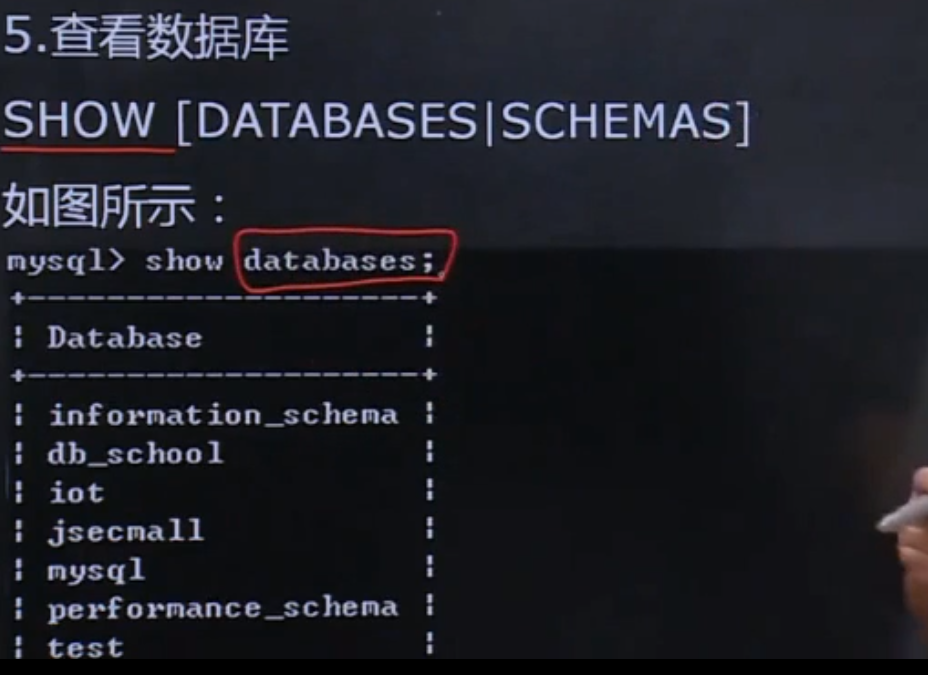 5.查看数据库
SHOW [DATABASES|SCHEMAS]
如图所示：
mysql> show databases;
+--------------------+
| Database           |
+--------------------+
| information_schema |
| db_school          |
| iot                |
| jsecmall           |
| mysql              |
| performance_schema |
| test               |